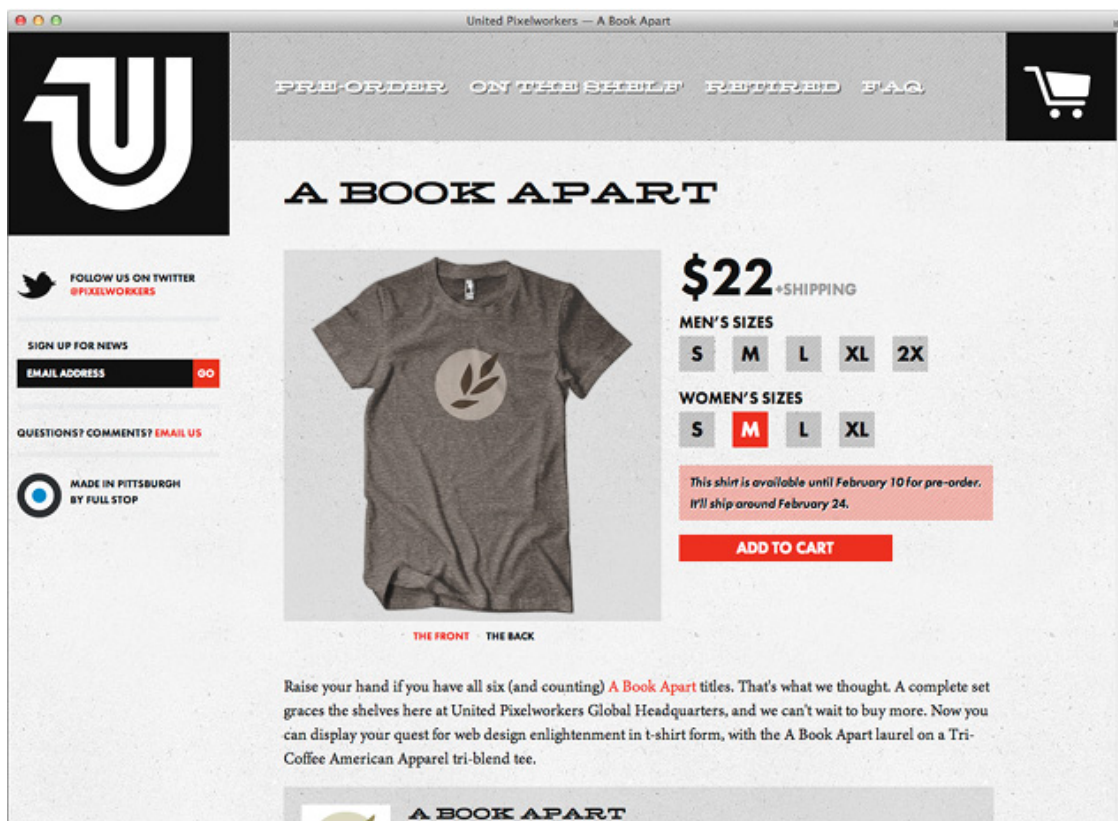 United Pixelworkers — A Book Apart
PRE-ORDER ON THE SHELF RETIRED FAQ
A BOOK APART
FOLLOW US ON TWITTER
@PIXELWORKERS
SIGN UP FOR NEWS
EMAIL ADDRESS GO
QUESTIONS? COMMENTS? EMAIL US
MADE IN PITTSBURGH
BY FULL STOP
$22 +SHIPPING
MEN'S SIZES
S M L XL 2X
WOMEN'S SIZES
S M L XL
This shirt is available until February 10 for pre-order.
It'll ship around February 24.
ADD TO CART
THE FRONT THE BACK
Raise your hand if you have all six (and counting) A Book Apart titles. That's what we thought. A complete set
graces the shelves here at United Pixelworkers Global Headquarters, and we can't wait to buy more. Now you
can display your quest for web design enlightenment in t-shirt form, with the A Book Apart laurel on a Tri-
Coffee American Apparel tri-blend tee.
A BOOK APART